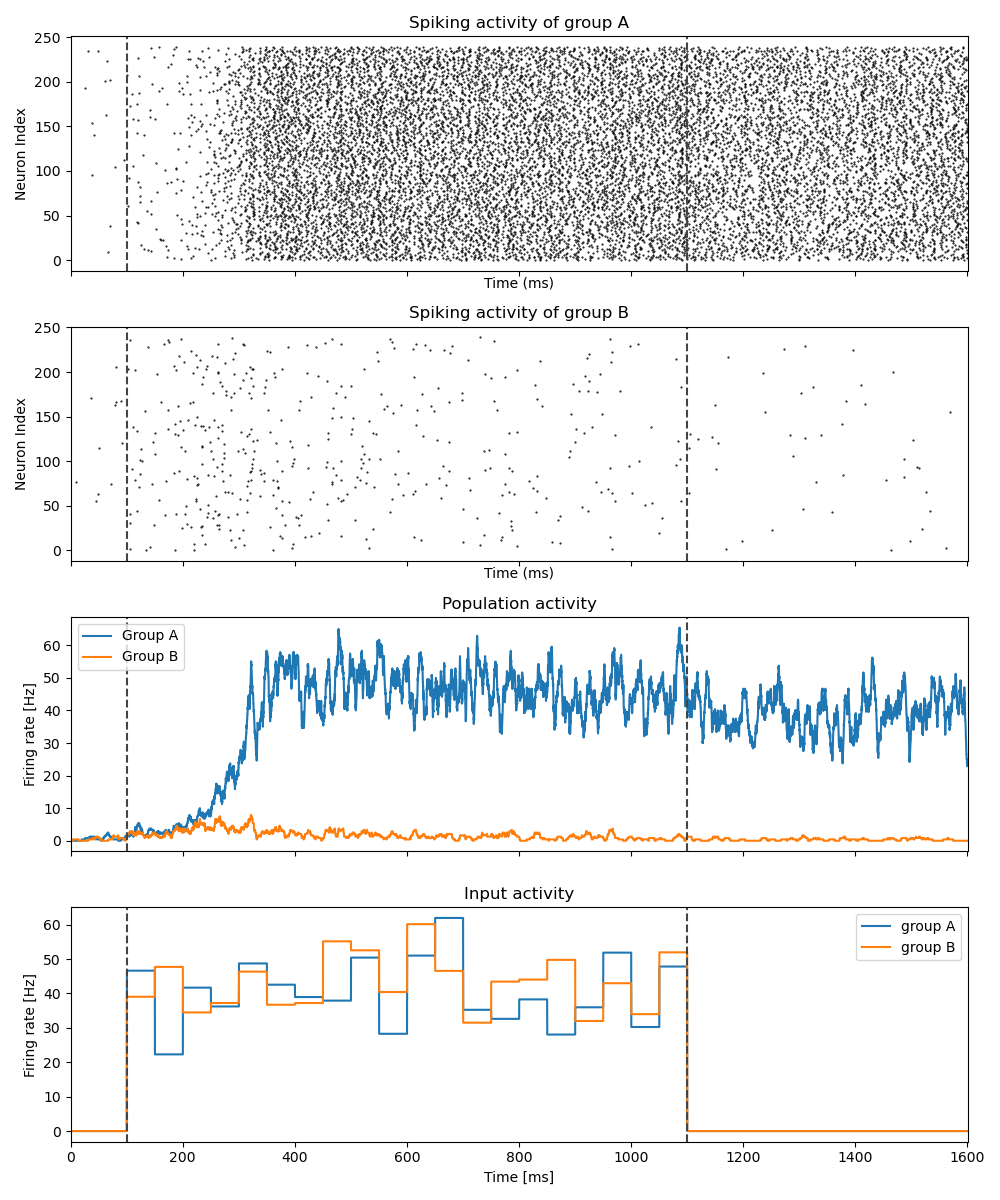 Spiking activity of group A
250
200
150
100
50
0
Neuron Index
Time (ms)
Spiking activity of group B
250
200
150
100
50
0
Neuron Index
Time (ms)
Population activity
60
50
40
30
20
10
0
Firing rate [Hz]
Group A
Group B
Input activity
60
50
40
30
20
10
0
Firing rate [Hz]
group A
group B
0 200 400 600 800 1000 1200 1400 1600
Time [ms]